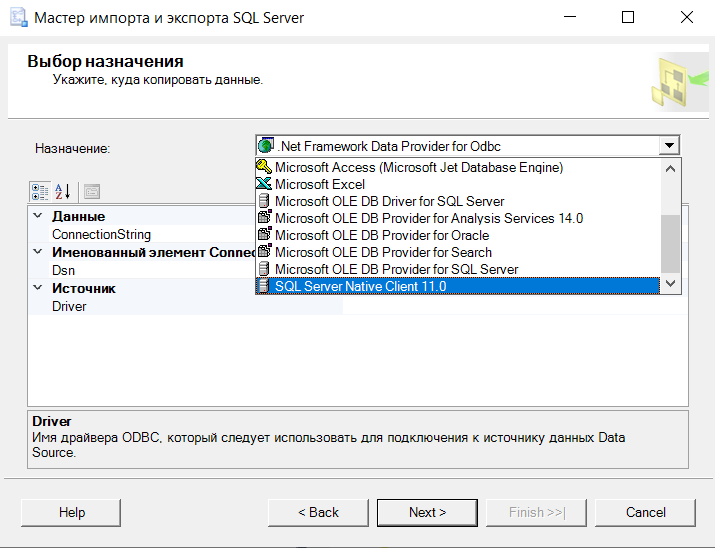 Мастер импорта и экспорта SQL Server
Выбор назначения
Укажите, куда копировать данные.
Назначение:
.Net Framework Data Provider for Odbc
Microsoft Access (Microsoft Jet Database Engine)
Microsoft Excel
Microsoft OLE DB Driver for SQL Server
Microsoft OLE DB Provider for Analysis Services 14.0
Microsoft OLE DB Provider for Oracle
Microsoft OLE DB Provider for Search
Microsoft OLE DB Provider for SQL Server
SQL Server Native Client 11.0
Данные
ConnectionString
Именованный элемент Connec
Dsn
Источник
Driver
Driver
Имя драйвера ODBC, который следует использовать для подключения к источнику данных Data
Source.
Help
< Back
Next >
Finish >>|
Cancel